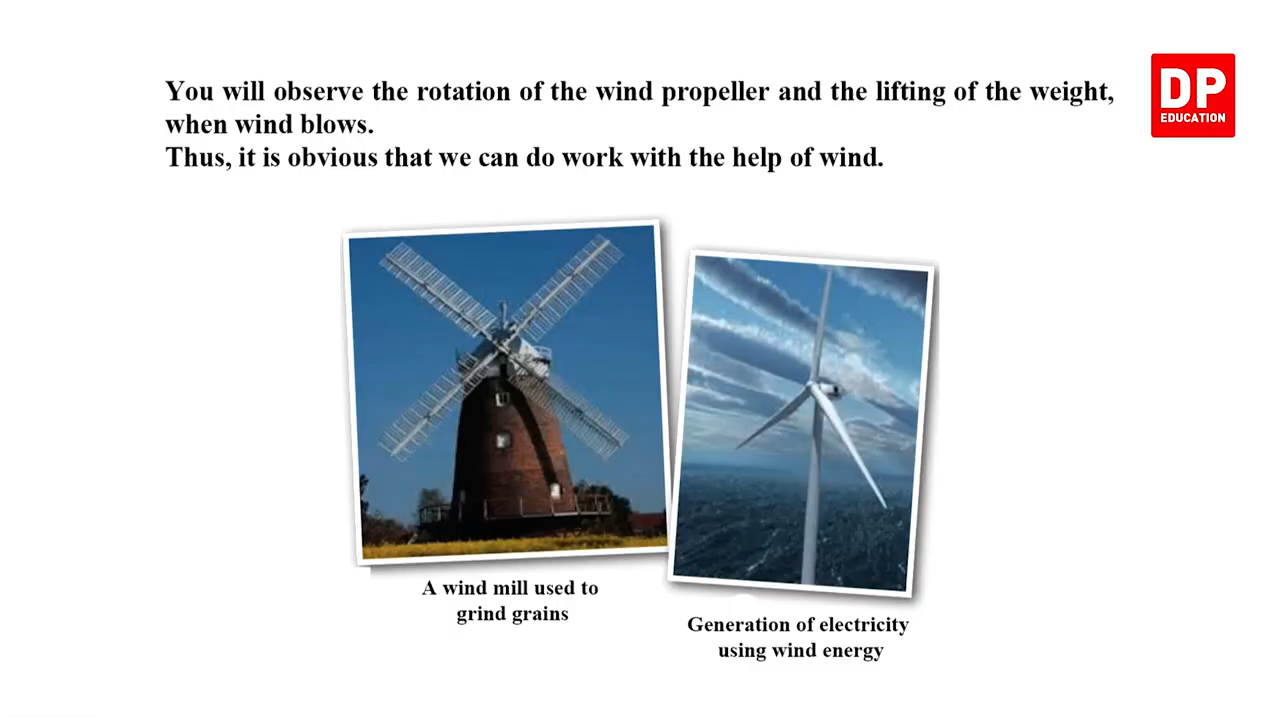 You will observe the rotation of the wind propeller and the lifting of the weight,
when wind blows.
Thus, it is obvious that we can do work with the help of wind.
DP
EDUCATION
A wind mill used to
grind grains
Generation of electricity
using wind energy